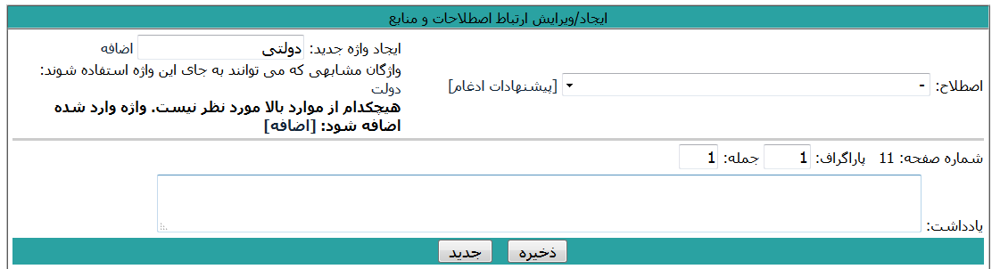 ایجاد/ویرایش ارتباط اصطلاحات و منابع
اصطلاح: - [پیشنهادات ادغام]
ایجاد واژه جدید: دولتی اضافه
واژگان مشابهی که می توانند به جای این واژه استفاده شوند:
دولت
هیچکدام از موارد بالا مورد نظر نیست. واژه وارد شده
اضافه شود: [اضافه]
شماره صفحه: 11 پاراگراف: 1 جمله: 1
یادداشت:
ذخیره جدید